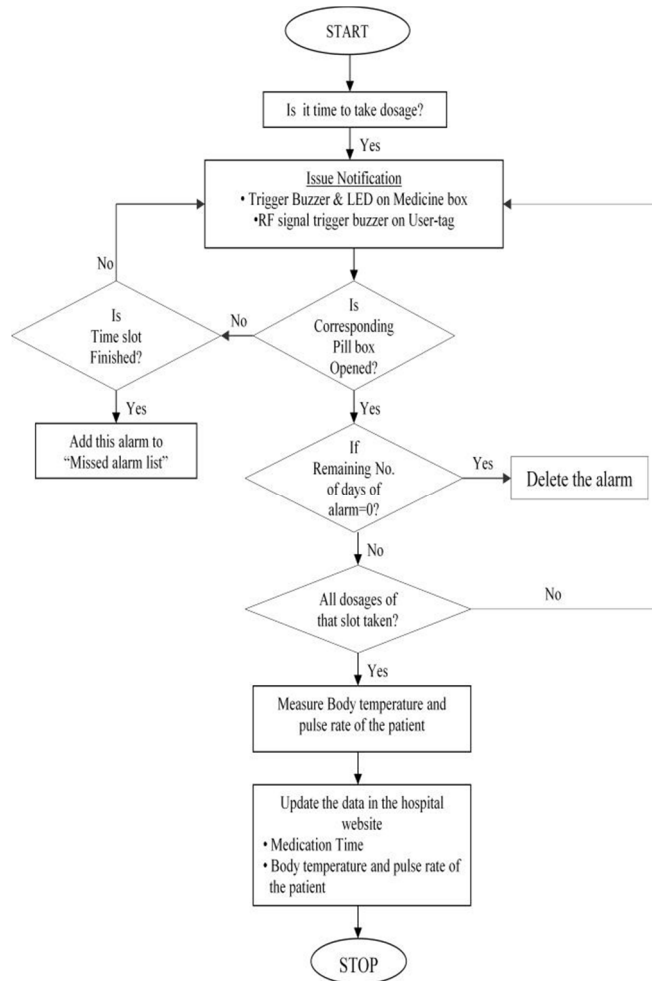 START
Is it time to take dosage?
Yes
Issue Notification
• Trigger Buzzer & LED on Medicine box
•RF signal trigger buzzer on User-tag
No
Is
Time slot
Finished?
No
Is
Corresponding
Pill box
Opened?
Yes
Add this alarm to
“Missed alarm list”
Yes
If
Remaining No.
of days of
alarm=0?
Yes
Delete the alarm
No
All dosages of
that slot taken?
No
Yes
Measure Body temperature and
pulse rate of the patient
Update the data in the hospital
website
• Medication Time
• Body temperature and pulse rate of
the patient
STOP